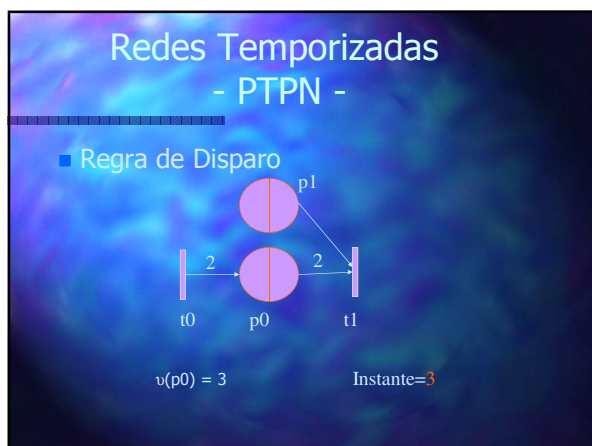 Redes Temporizadas
- PTPN -
Regra de Disparo
p1
2
2
t0
p0
t1
υ(p0) = 3
Instante=3